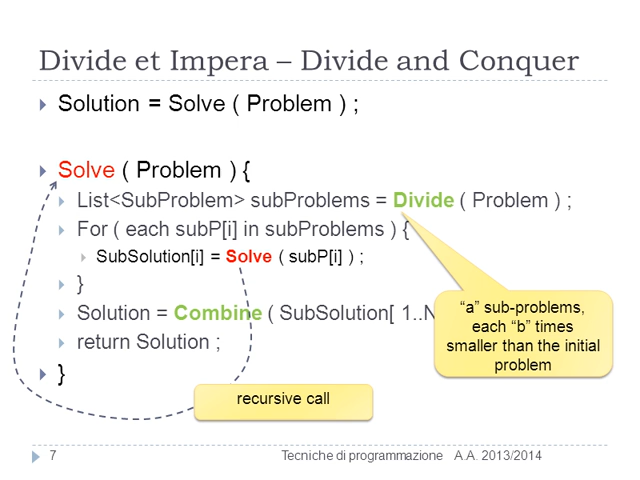 Divide et Impera – Divide and Conquer
Solution = Solve ( Problem ) ;
Solve ( Problem ) {
List<SubProblem> subProblems = Divide ( Problem ) ;
For ( each subP[i] in subProblems ) {
SubSolution[i] = Solve ( subP[i] ) ;
}
Solution = Combine ( SubSolution[ 1..N
return Solution ;
}
“a” sub-problems,
each “b” times
smaller than the initial
problem
recursive call
7 Tecniche di programmazione A.A. 2013/2014